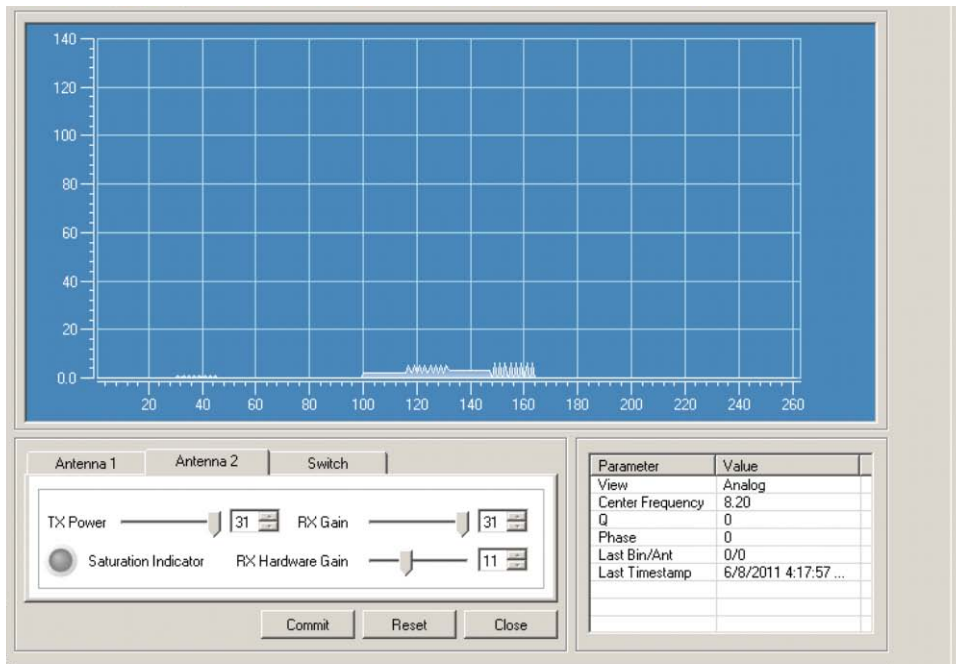 140
120
100
80
60
40
20
0.0
20 40 60 80 100 120 140 160 180 200 220 240 260
Antenna 1 Antenna 2 Switch
TX Power 31 RX Gain 31
Saturation Indicator RX Hardware Gain 11
Commit Reset Close
Parameter Value
View Analog
Center Frequency 8.20
Q 0
Phase 0
Last Bin/Ant 0/0
Last Timestamp 6/8/2011 4:17:57 ...